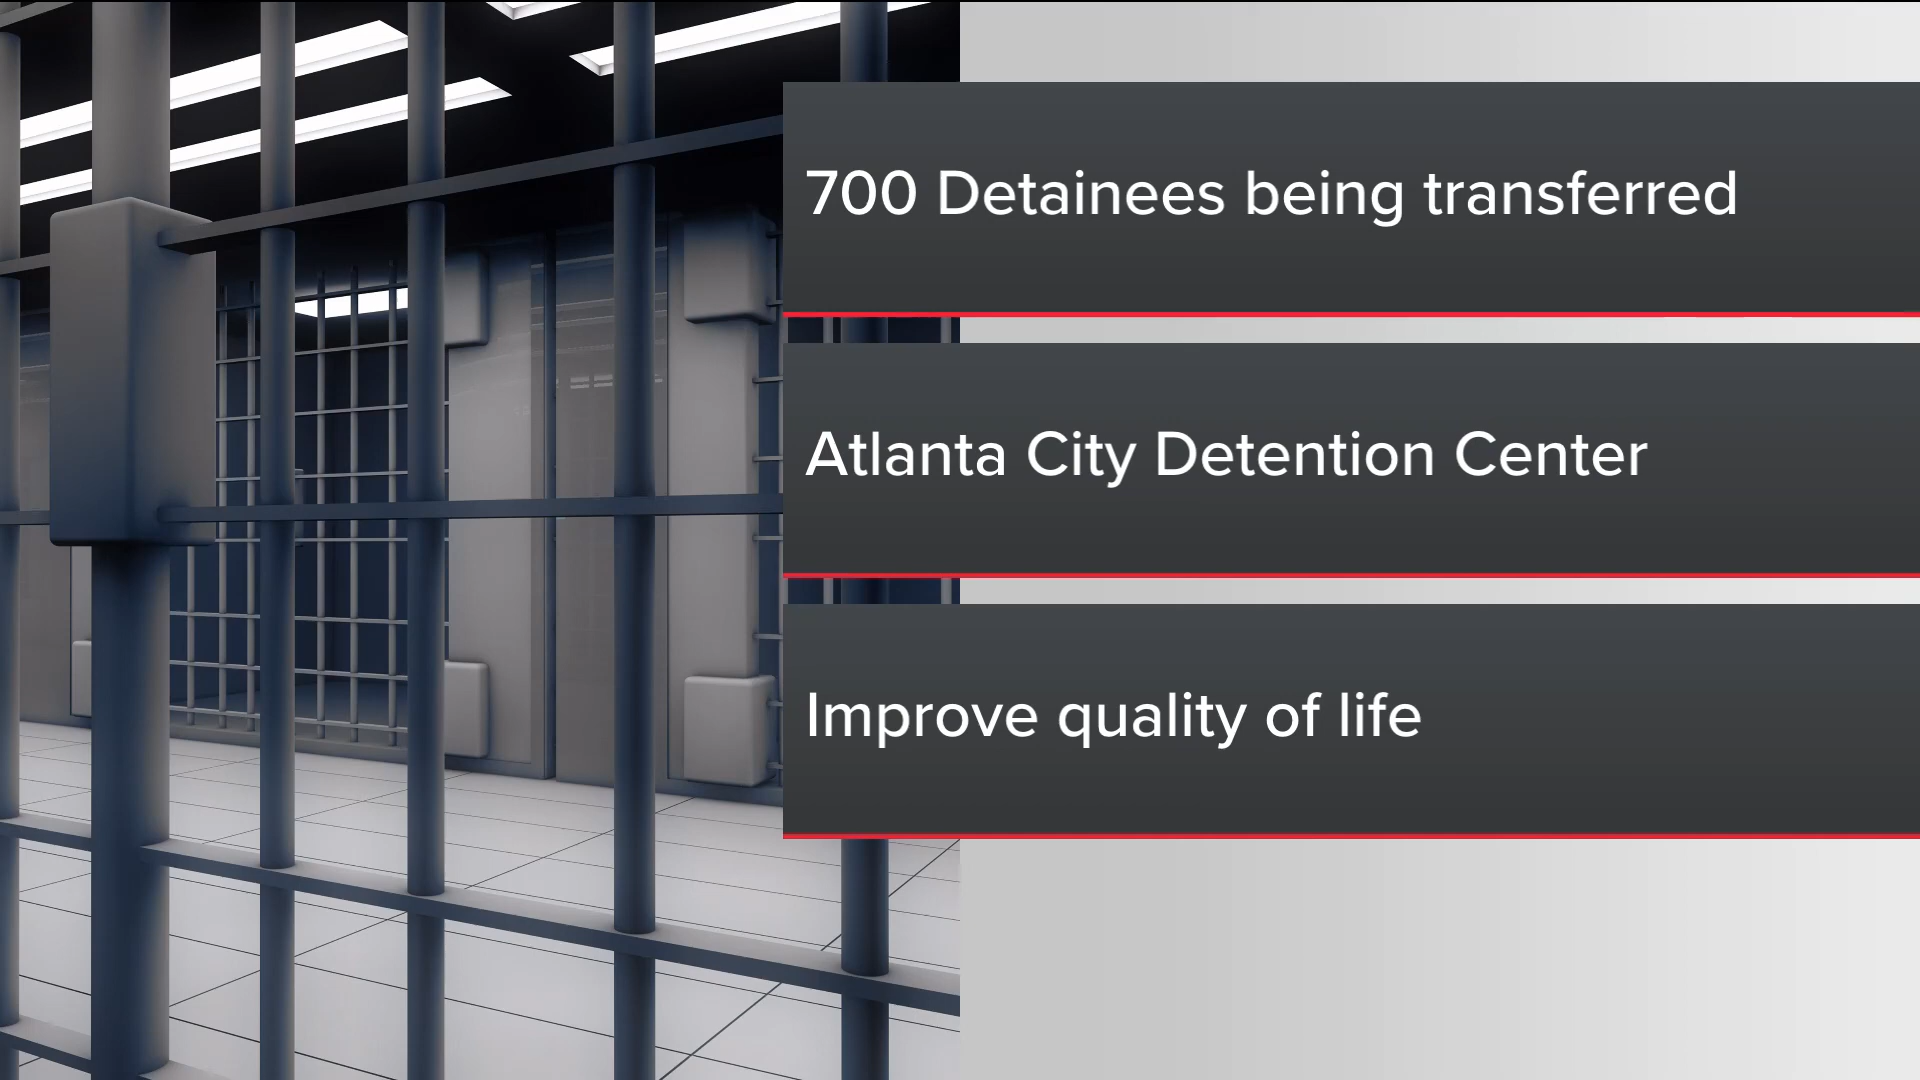 700 Detainees being transferred
Atlanta City Detention Center
Improve quality of life